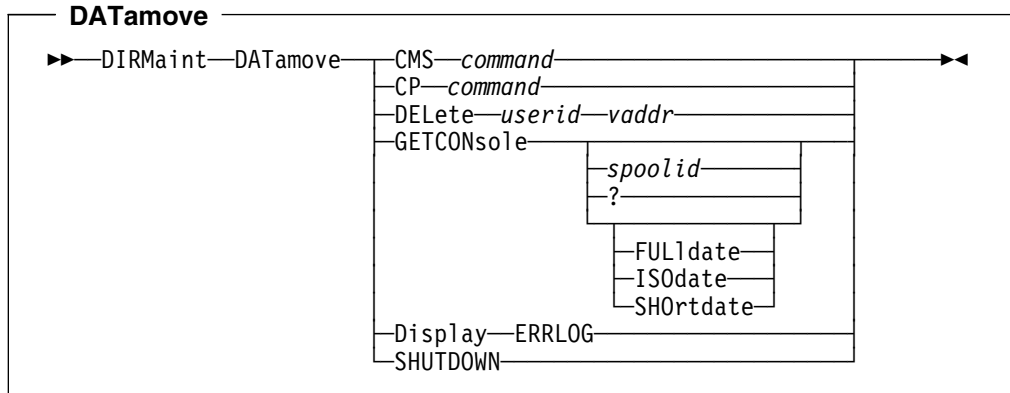 DATamove
DIRMaint DATamove CMS command
CP command
DELete userid vaddr
GETCONsole
spoolid
?
FULldate
ISOdate
SHOrtdate
Display ERRLOG
SHUTDOWN